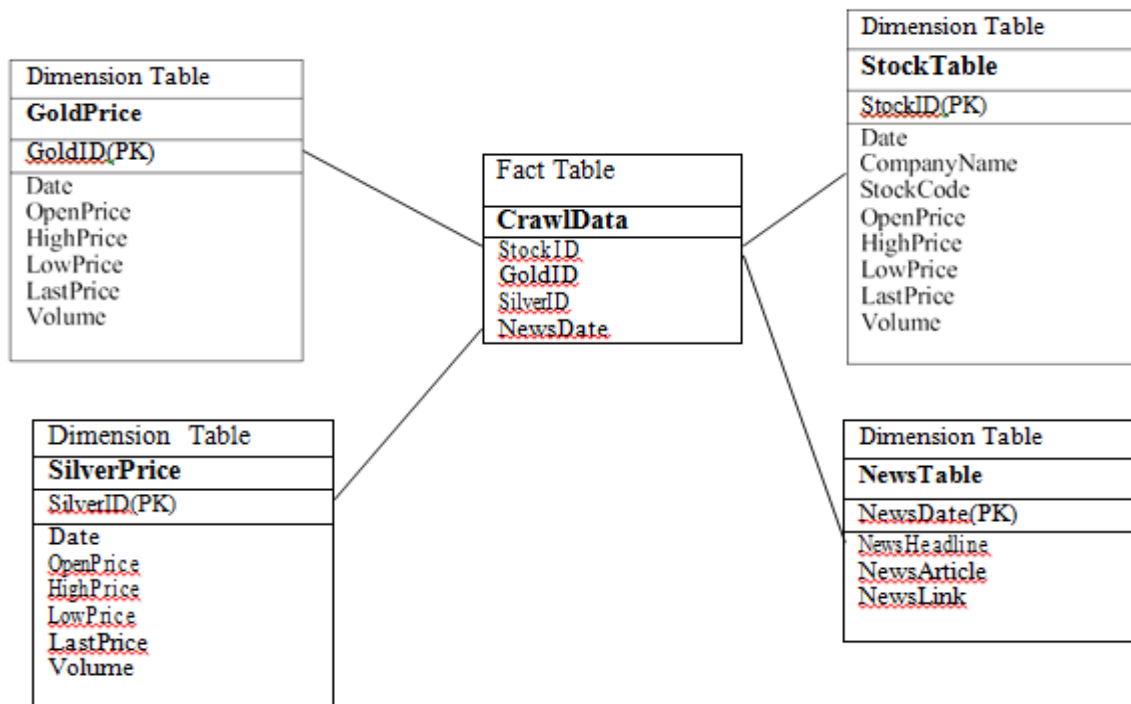 Dimension Table
GoldPrice
GoldID(PK)
Date
OpenPrice
HighPrice
LowPrice
LastPrice
Volume
Fact Table
CrawlData
StockID
GoldID
SilverID
NewsDate
Dimension Table
StockTable
StockID(PK)
Date
CompanyName
StockCode
OpenPrice
HighPrice
LowPrice
LastPrice
Volume
Dimension Table
SilverPrice
SilverID(PK)
Date
OpenPrice
HighPrice
LowPrice
LastPrice
Volume
Dimension Table
NewsTable
NewsDate(PK)
NewsHeadline
NewsArticle
NewsLink